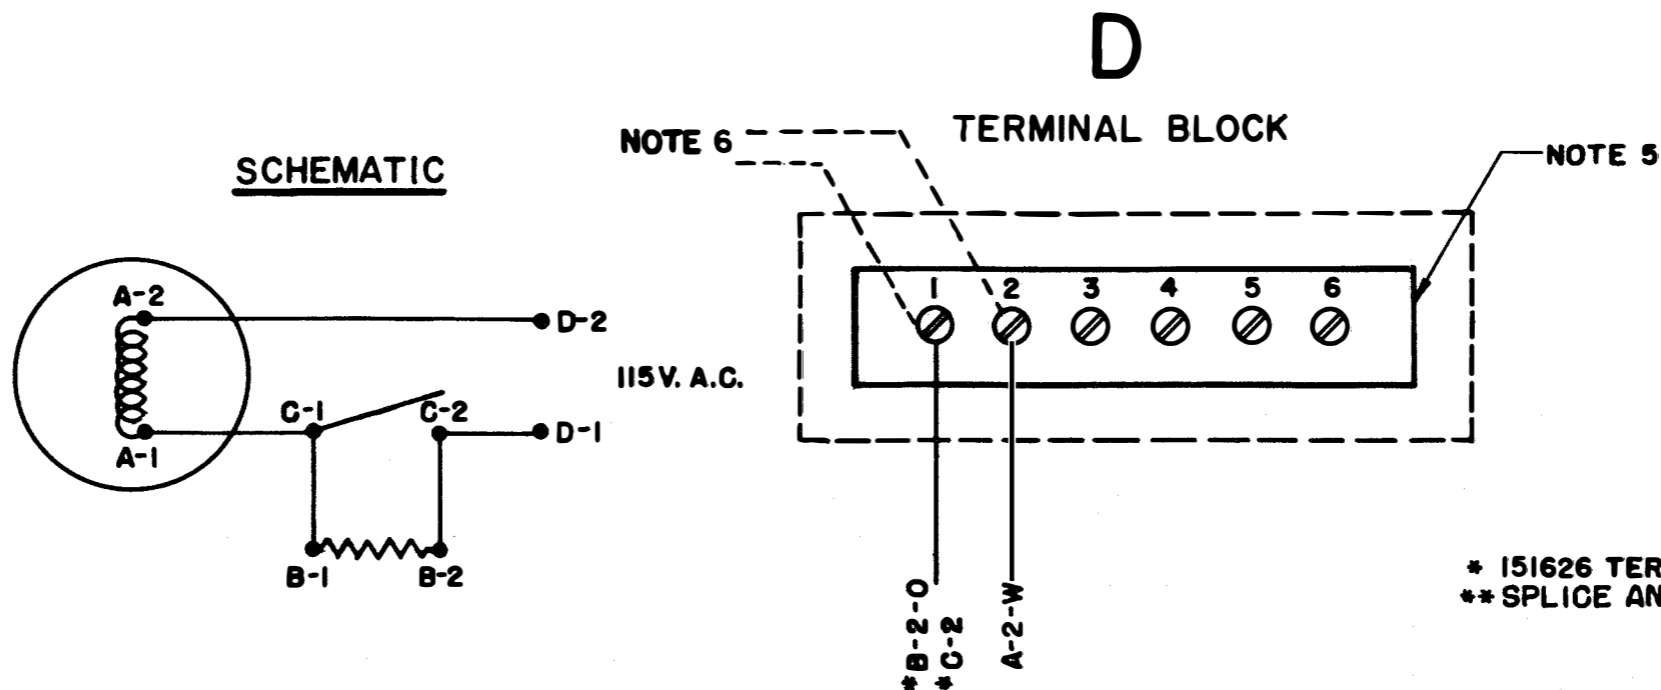 D
TERMINAL BLOCK
NOTE 6
NOTE 5
SCHEMATIC
A-2
D-2
115V. A.C.
C-1
C-2
D-1
A-1
B-1
B-2
1 2 3 4 5 6
*B-2-O
*C-2
A-2-W
* 151626 TER
** SPLICE AN